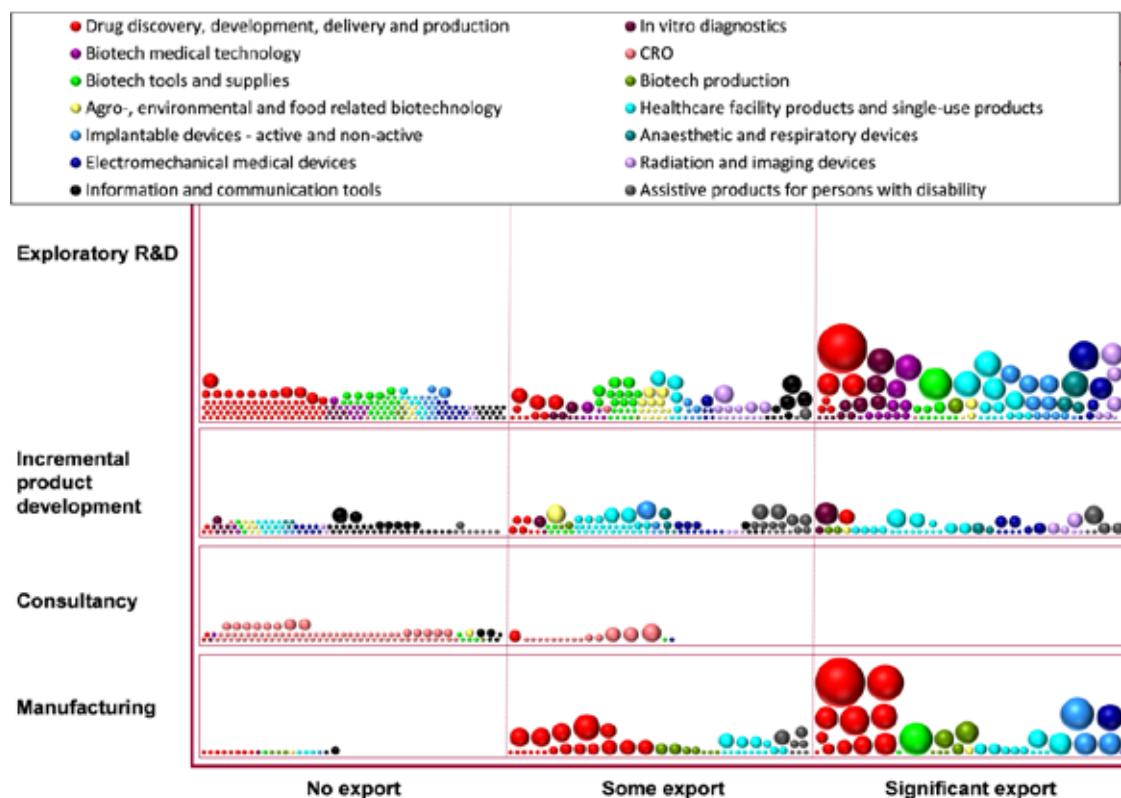 Drug discovery, development, delivery and production
In vitro diagnostics
Biotech medical technology
CRO
Biotech tools and supplies
Biotech production
Agro-, environmental and food related biotechnology
Healthcare facility products and single-use products
Implantable devices - active and non-active
Anaesthetic and respiratory devices
Electromechanical medical devices
Radiation and imaging devices
Information and communication tools
Assistive products for persons with disability
Exploratory R&D
Incremental
product
development
Consultancy
Manufacturing
No export
Some export
Significant export